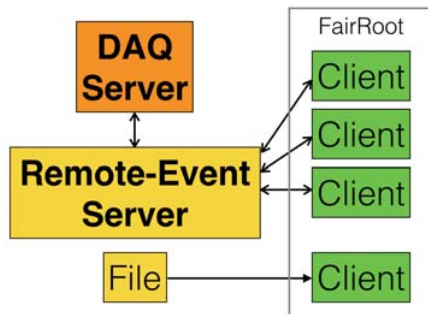 FairRoot
DAQ
Server
Client
Client
Remote-Event
Server
Client
File
Client